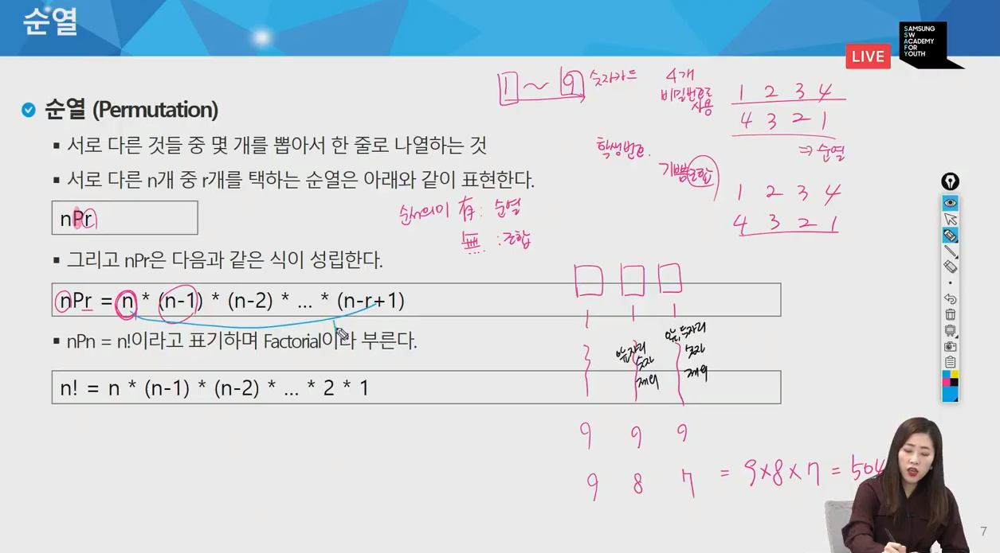 순열
LIVE
SAMSUNG
SW
ACADEMY
FOR
YOUTH
1 ~ 9 숫자카드
4개
비밀번호로
사용
1 2 3 4
4 3 2 1
⇒ 순열
순열 (Permutation)
▪ 서로 다른 것들 중 몇 개를 뽑아서 한 줄로 나열하는 것
학생번호.
기쁨조합
1 2 3 4
4 3 2 1
▪ 서로 다른 n개 중 r개를 택하는 순열은 아래와 같이 표현한다.
nPr
순서의미 有 : 순열
無 : 조합
▪ 그리고 nPr은 다음과 같은 식이 성립한다.
nPr = n * (n-1) * (n-2) * ... * (n-r+1)
▪ nPn = n!이라고 표기하며 Factorial이라 부른다.
n! = n * (n-1) * (n-2) * ... * 2 * 1
1 1 1
앞자리
숫자
제외
앞, 두자리
숫자
제외
9 9 9
9 8 7 = 9×8×7 = 504
7